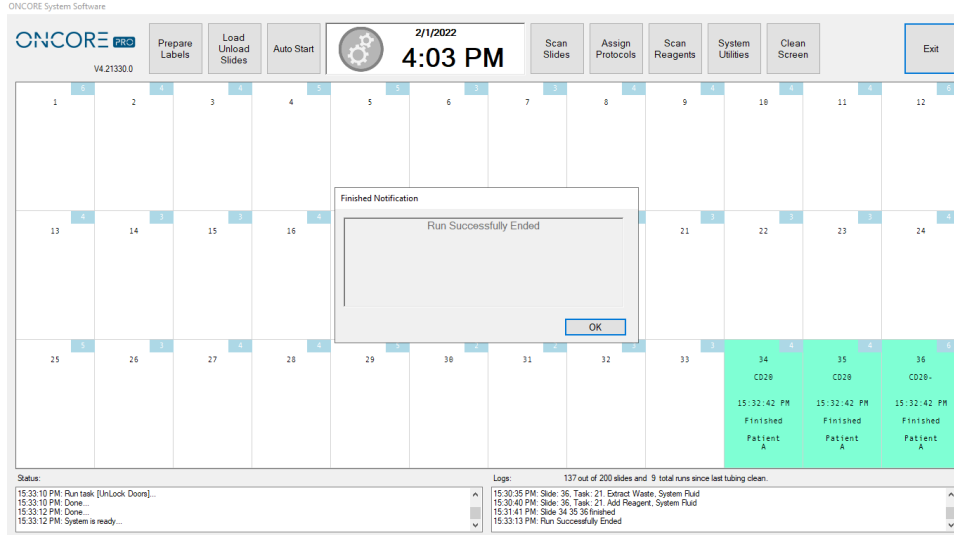 ONCORE System Software
ONCORE PRO
V4.21330.0
Prepare
Labels
Load
Unload
Slides
Auto Start
2/1/2022
4:03 PM
Scan
Slides
Assign
Protocols
Scan
Reagents
System
Utilities
Clean
Screen
Exit
6 4 4 5 5 3 3 4 4 4 4 6
1 2 3 4 5 6 7 8 9 10 11 12
Finished Notification
Run Successfully Ended
OK
4 3 3 4 3 3 3 4
13 14 15 16 21 22 23 24
5 3 4 4 5 2 2 3 3 4 4 6
25 26 27 28 29 30 31 32 33 34 35 36
CD20 CD20 CD20-
15:32:42 PM 15:32:42 PM 15:32:42 PM
Finished Finished Finished
Patient Patient Patient
A A A
Status:
15:33:10 PM: Run task [UnLock Doors]...
15:33:10 PM: Done...
15:33:12 PM: Done...
15:33:12 PM: System is ready...
Logs: 137 out of 200 slides and 9 total runs since last tubing clean.
15:30:35 PM: Slide: 36, Task: 21. Extract Waste, System Fluid
15:30:40 PM: Slide: 36, Task: 21. Add Reagent, System Fluid
15:31:41 PM: Slide 34 35 36 finished
15:33:13 PM: Run Successfully Ended